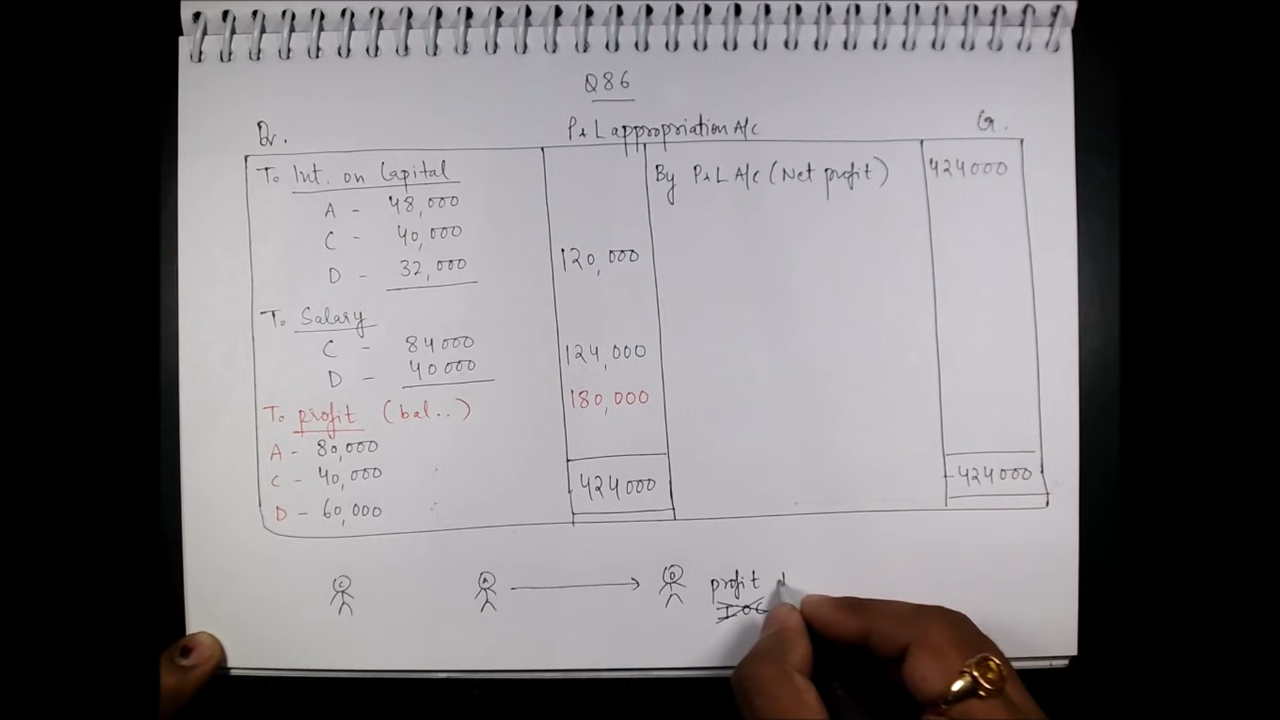 Q86
Dr.
P & L appropriation A/c
Cr.
To Int. on Capital
A - 48,000
C - 40,000
D - 32,000
120,000
To Salary
C - 84000
D - 40000
124,000
To profit (bal..)
180,000
A - 80,000
C - 40,000
D - 60,000
424000
By P&L A/c (Net profit)
424000
424000
C
A
D
profit
IOC